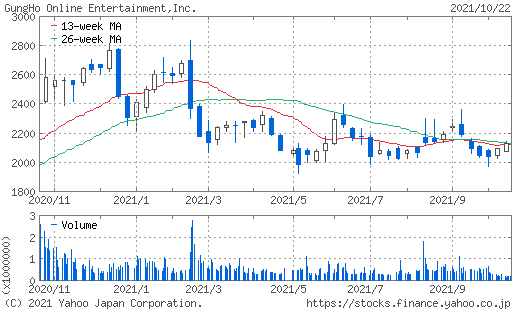 GungHo Online Entertainment,Inc. 2021/10/22
3000
2800
2600
2400
2200
2000
1800
13-week MA
26-week MA
2020/11 2021/1 2021/3 2021/5 2021/7 2021/9
3
2
1
0
(x1000000)
Volume
2020/11 2021/1 2021/3 2021/5 2021/7 2021/9
(C) 2021 Yahoo Japan Corporation. https://stocks.finance.yahoo.co.jp/